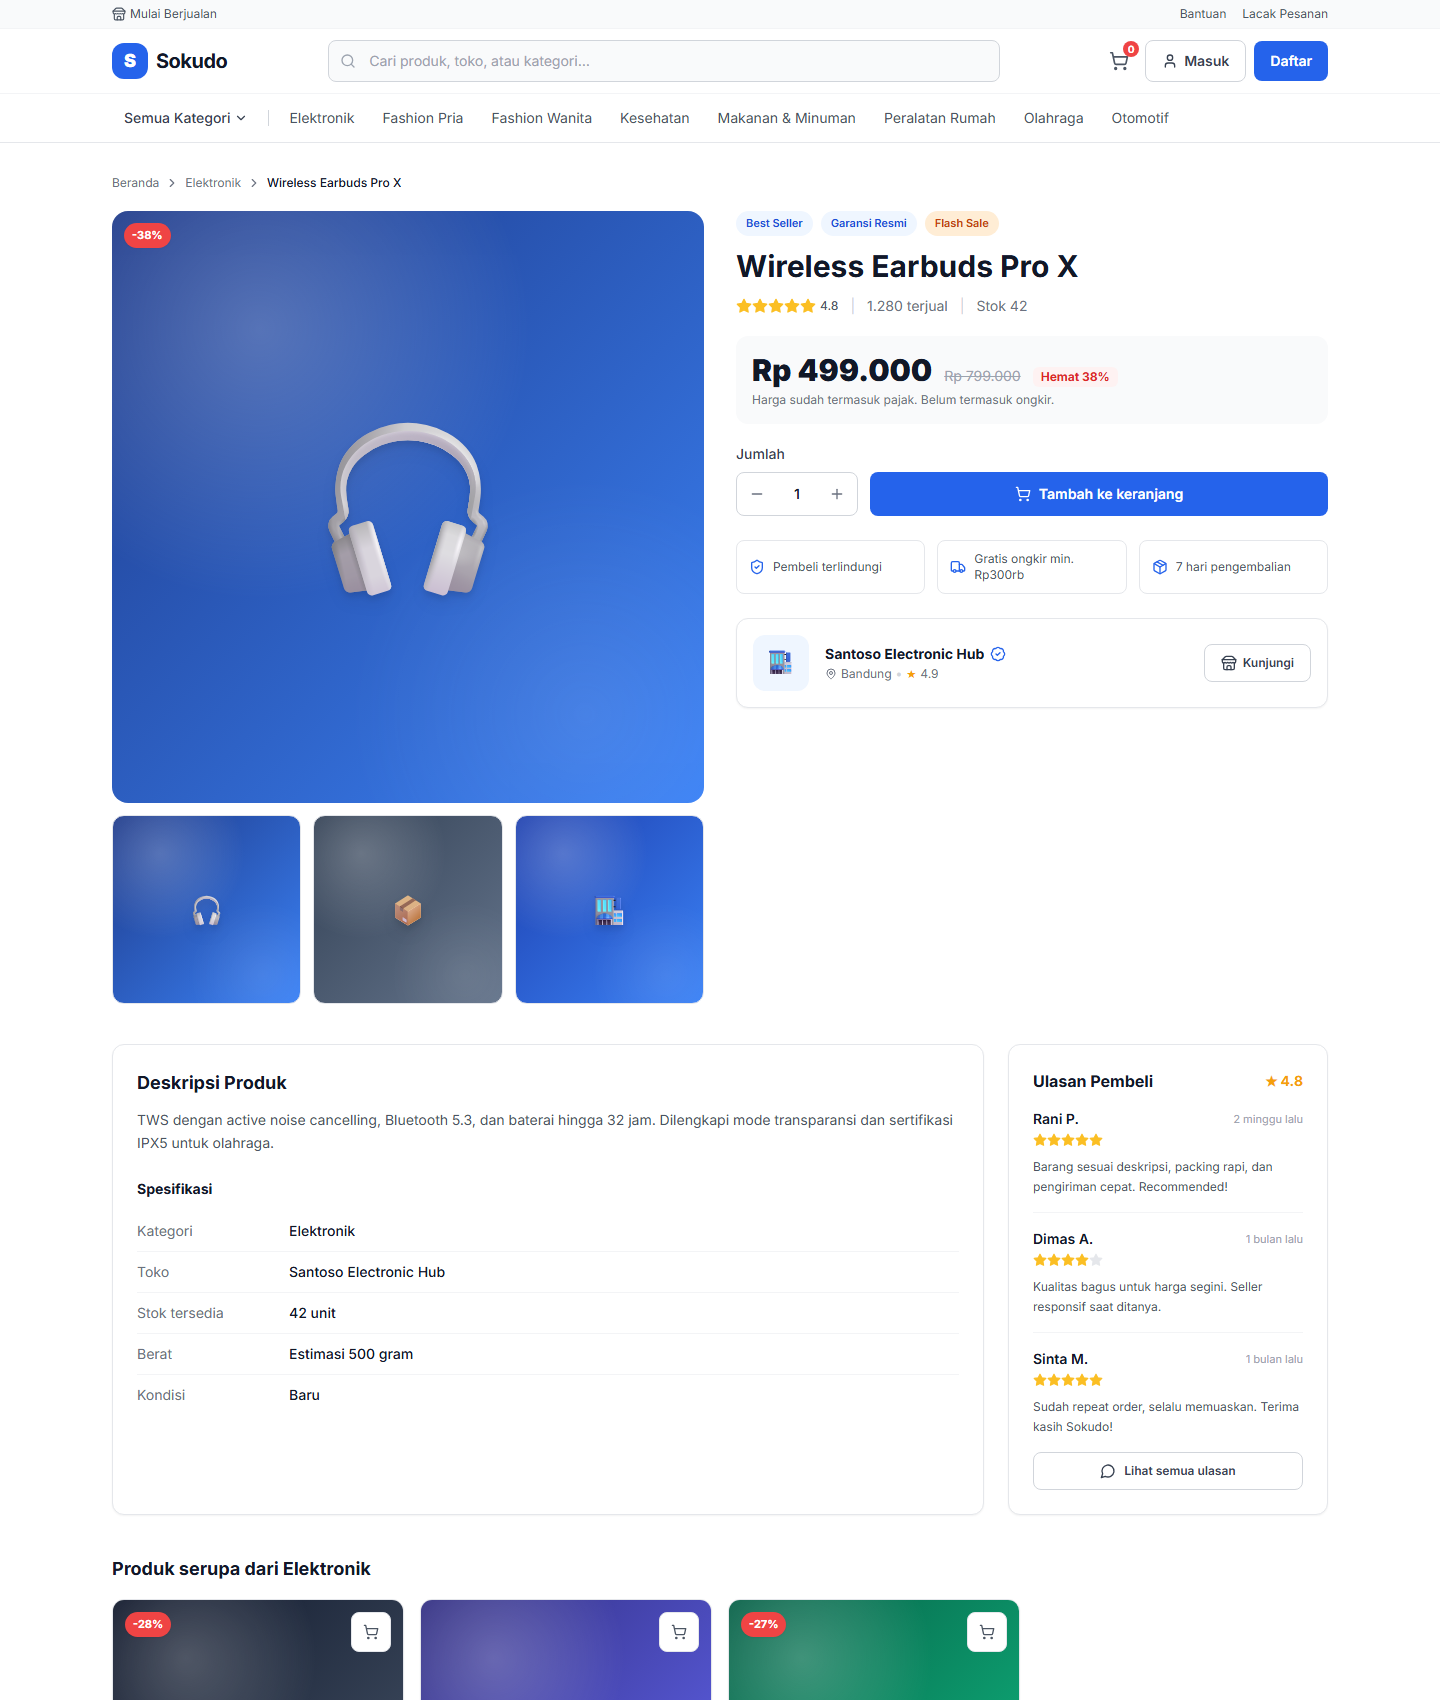 Mulai Berjualan
Bantuan
Lacak Pesanan
S
Sokudo
Cari produk, toko, atau kategori...
0
Masuk
Daftar
Semua Kategori
Elektronik
Fashion Pria
Fashion Wanita
Kesehatan
Makanan & Minuman
Peralatan Rumah
Olahraga
Otomotif
Beranda
Elektronik
Wireless Earbuds Pro X
-38%
Best Seller
Garansi Resmi
Flash Sale
Wireless Earbuds Pro X
4.8
1.280 terjual
Stok 42
Rp 499.000
Rp 799.000
Hemat 38%
Harga sudah termasuk pajak. Belum termasuk ongkir.
Jumlah
1
Tambah ke keranjang
Pembeli terlindungi
Gratis ongkir min.
Rp300rb
7 hari pengembalian
Santoso Electronic Hub
Bandung • ★ 4.9
Kunjungi
Deskripsi Produk
TWS dengan active noise cancelling, Bluetooth 5.3, dan baterai hingga 32 jam. Dilengkapi mode transparansi dan sertifikasi
IPX5 untuk olahraga.
Spesifikasi
Kategori
Elektronik
Toko
Santoso Electronic Hub
Stok tersedia
42 unit
Berat
Estimasi 500 gram
Kondisi
Baru
Ulasan Pembeli
★ 4.8
Rani P.
2 minggu lalu
Barang sesuai deskripsi, packing rapi, dan
pengiriman cepat. Recommended!
Dimas A.
1 bulan lalu
Kualitas bagus untuk harga segini. Seller
responsif saat ditanya.
Sinta M.
1 bulan lalu
Sudah repeat order, selalu memuaskan. Terima
kasih Sokudo!
Lihat semua ulasan
Produk serupa dari Elektronik
-28%
-27%